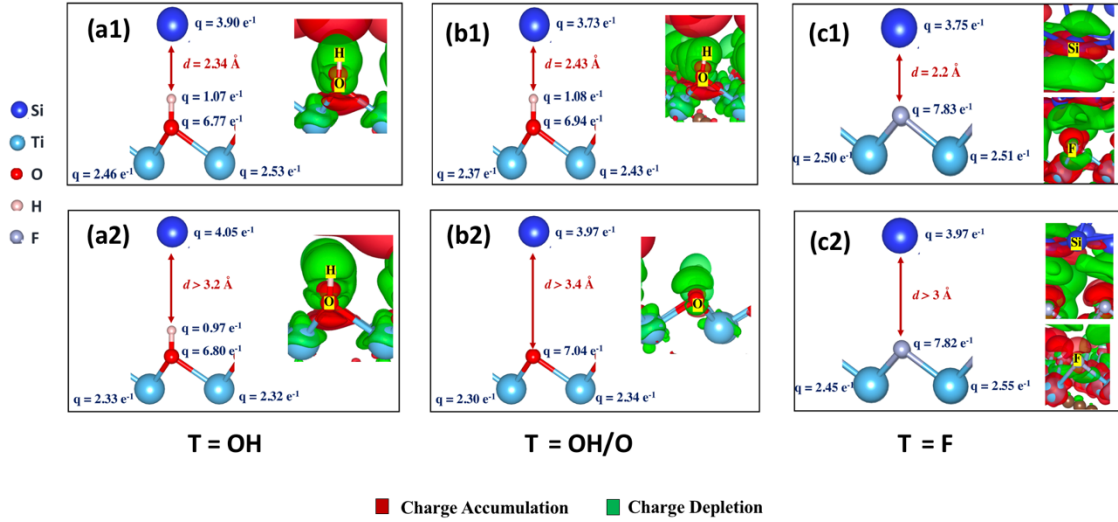 (a1)
q = 3.90 e⁻¹
d = 2.34 Å
q = 1.07 e⁻¹
q = 6.77 e⁻¹
q = 2.46 e⁻¹
q = 2.53 e⁻¹
H
O
(b1)
q = 3.73 e⁻¹
d = 2.43 Å
q = 1.08 e⁻¹
q = 6.94 e⁻¹
q = 2.37 e⁻¹
q = 2.43 e⁻¹
H
O
(c1)
q = 3.75 e⁻¹
d = 2.2 Å
q = 7.83 e⁻¹
q = 2.50 e⁻¹
q = 2.51 e⁻¹
Si
F
Si
Ti
O
H
F
(a2)
q = 4.05 e⁻¹
d > 3.2 Å
q = 0.97 e⁻¹
q = 6.80 e⁻¹
q = 2.33 e⁻¹
q = 2.32 e⁻¹
H
O
(b2)
q = 3.97 e⁻¹
d > 3.4 Å
q = 7.04 e⁻¹
q = 2.30 e⁻¹
q = 2.34 e⁻¹
O
(c2)
q = 3.97 e⁻¹
d > 3 Å
q = 7.82 e⁻¹
q = 2.45 e⁻¹
q = 2.55 e⁻¹
Si
F
T = OH
T = OH/O
T = F
Charge Accumulation
Charge Depletion